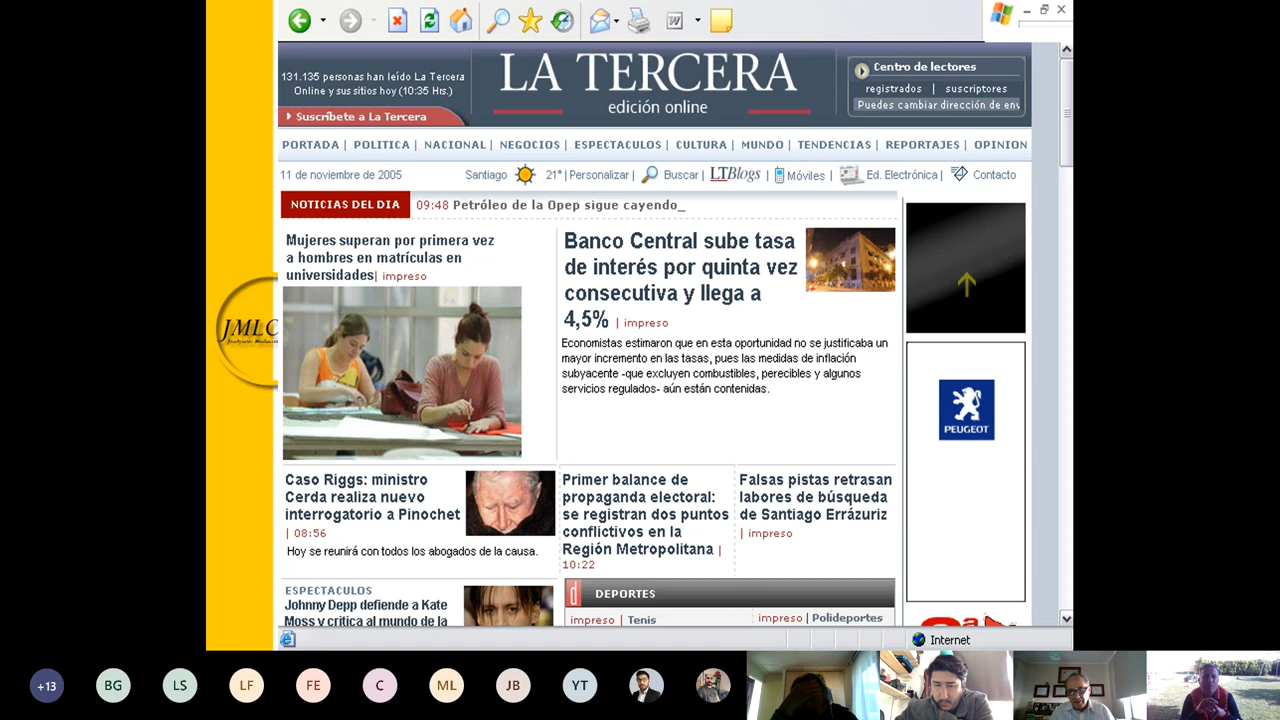 131.135 personas han leído La Tercera
Online y sus sitios hoy (10:35 Hrs.)
Suscríbete a La Tercera
LA TERCERA
edición online
Centro de lectores
registrados | suscriptores
Puedes cambiar dirección de env
PORTADA | POLITICA | NACIONAL | NEGOCIOS | ESPECTACULOS | CULTURA | MUNDO | TENDENCIAS | REPORTAJES | OPINION
11 de noviembre de 2005 Santiago 21° | Personalizar | Buscar | LTBlogs | Móviles | Ed. Electrónica | Contacto
NOTICIAS DEL DIA 09:48 Petróleo de la Opep sigue cayendo_
Mujeres superan por primera vez
a hombres en matrículas en
universidades| impreso
Banco Central sube tasa
de interés por quinta vez
consecutiva y llega a
4,5% | impreso
Economistas estimaron que en esta oportunidad no se justificaba un
mayor incremento en las tasas, pues las medidas de inflación
subyacente -que excluyen combustibles, perecibles y algunos
servicios regulados- aún están contenidas.
JMLC
PEUGEOT
Caso Riggs: ministro
Cerda realiza nuevo
interrogatorio a Pinochet
| 08:56
Hoy se reunirá con todos los abogados de la causa.
Primer balance de
propaganda electoral:
se registran dos puntos
conflictivos en la
Región Metropolitana |
10:22
Falsas pistas retrasan
labores de búsqueda
de Santiago Errázuriz
| impreso
ESPECTACULOS
Johnny Depp defiende a Kate
Moss y critica al mundo de la
d DEPORTES
impreso | Tenis
impreso | Polideportes
Internet
+13 BG LS LF FE C ML JB YT